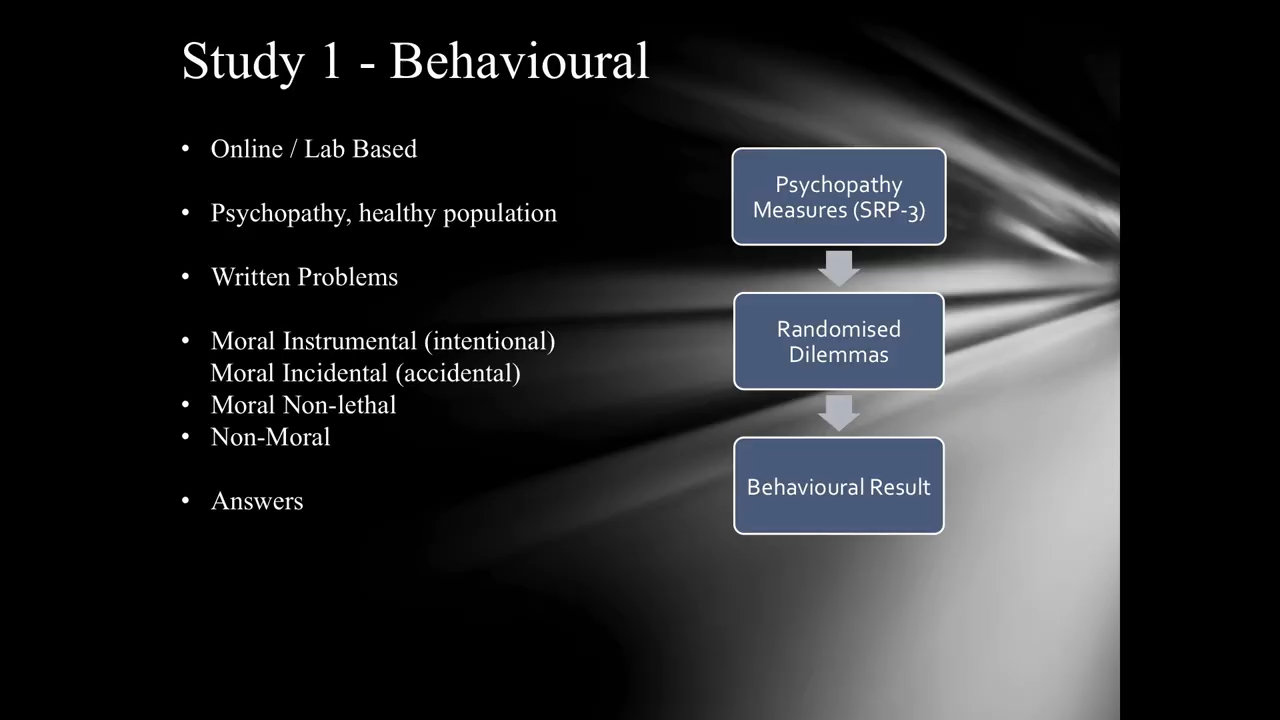 Study 1 - Behavioural
• Online / Lab Based
• Psychopathy, healthy population
• Written Problems
• Moral Instrumental (intentional)
Moral Incidental (accidental)
• Moral Non-lethal
• Non-Moral
• Answers
Psychopathy
Measures (SRP-3)
Randomised
Dilemmas
Behavioural Result